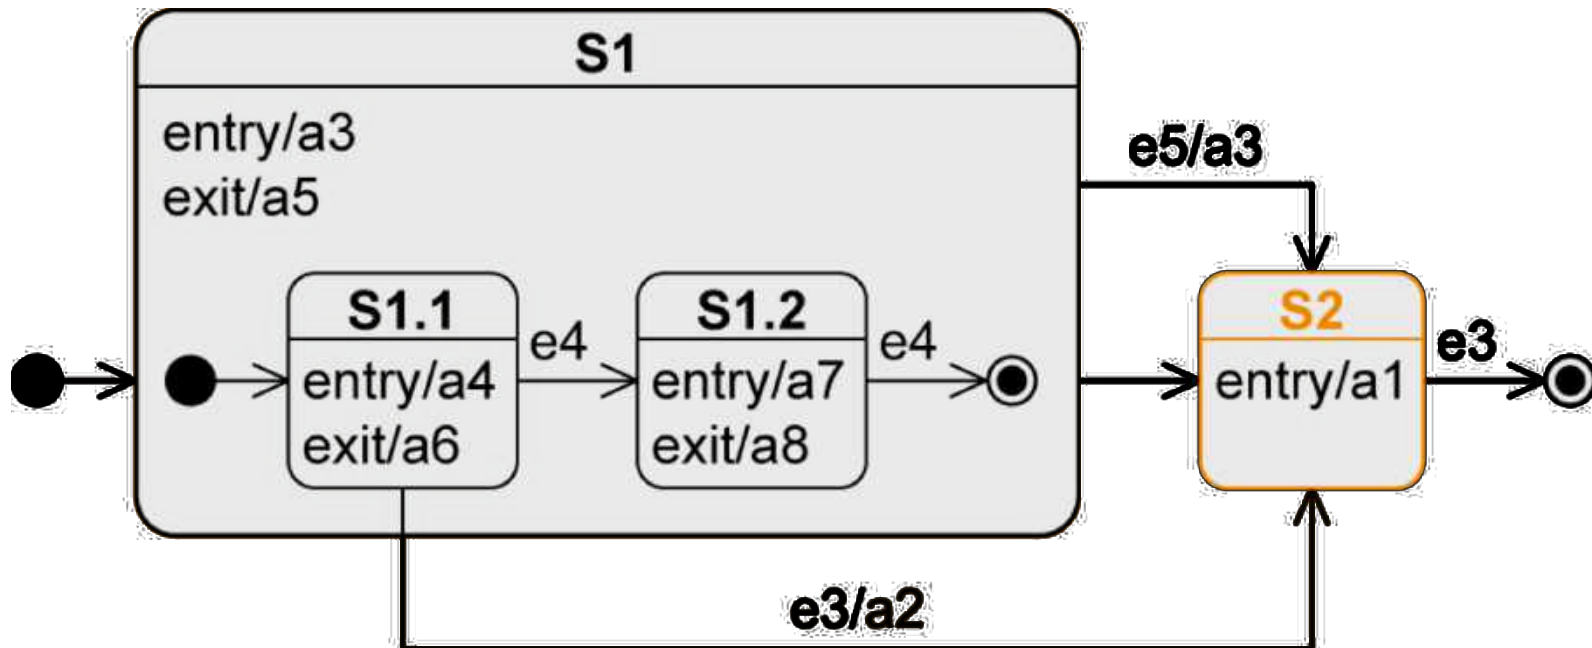 S1
entry/a3
exit/a5
e5/a3
S1.1
entry/a4
exit/a6
e4
S1.2
entry/a7
exit/a8
e4
S2
entry/a1
e3
e3/a2